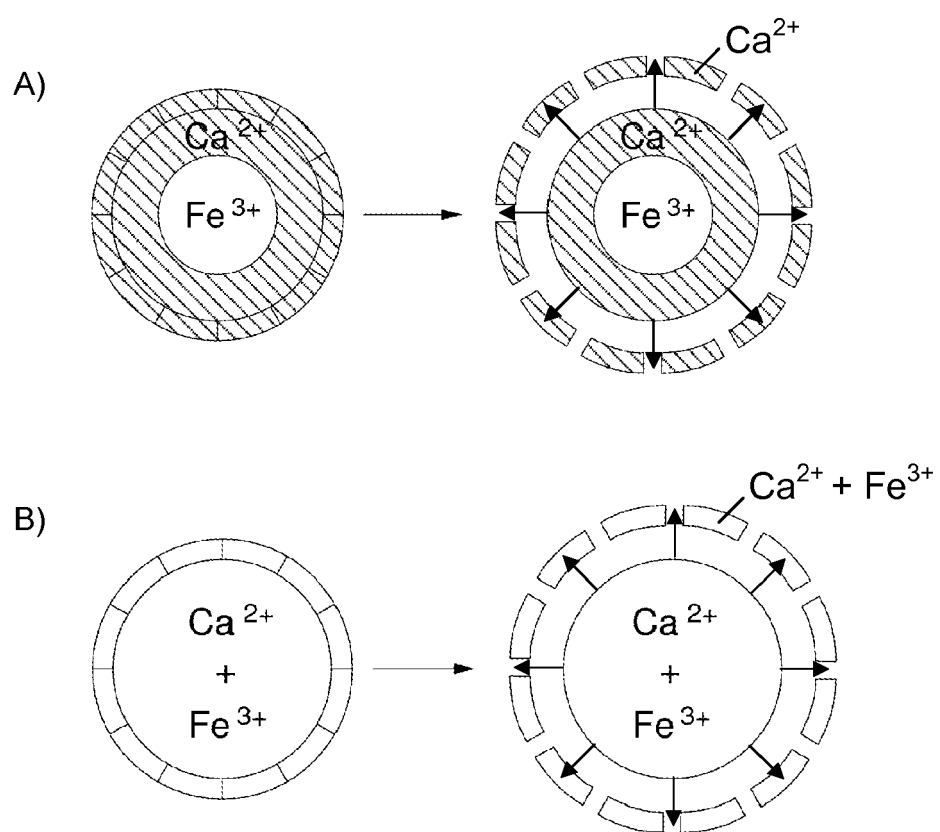 A)
Ca²⁺
Ca²⁺
Ca²⁺
Fe³⁺
Fe³⁺
B)
Ca²⁺ + Fe³⁺
Ca²⁺
+
Fe³⁺
Ca²⁺
+
Fe³⁺